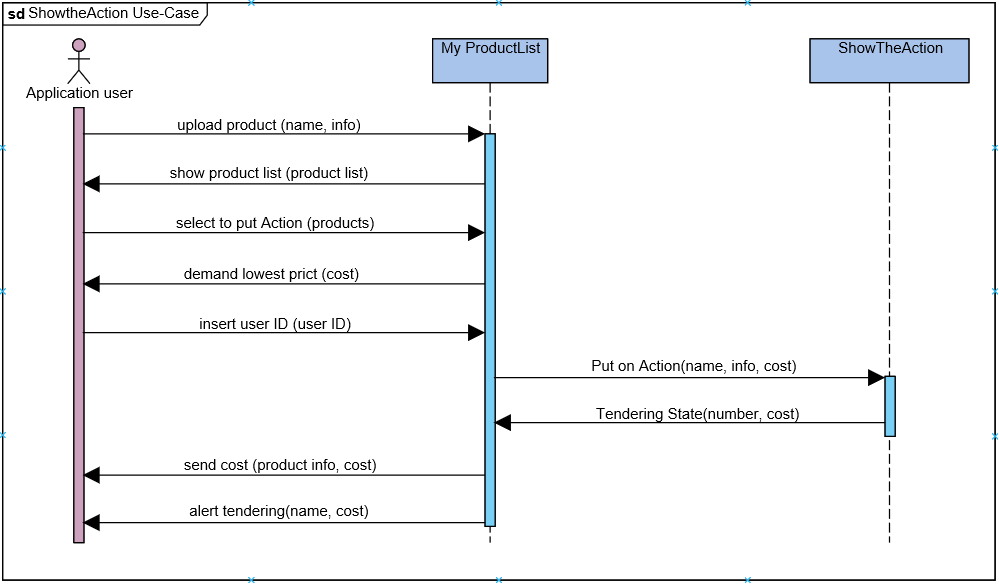 sd ShowtheAction Use-Case
My ProductList
ShowTheAction
Application user
upload product (name, info)
show product list (product list)
select to put Action (products)
demand lowest prict (cost)
insert user ID (user ID)
Put on Action(name, info, cost)
Tendering State(number, cost)
send cost (product info, cost)
alert tendering(name, cost)